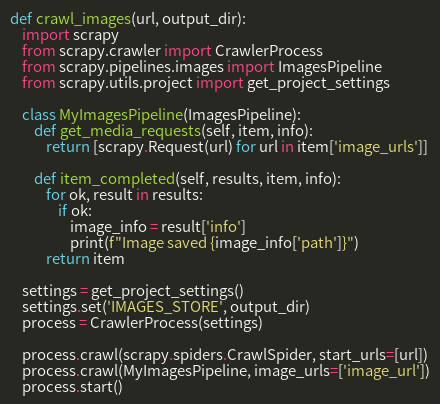 def crawl_images(url, output_dir):
import scrapy
from scrapy.crawler import CrawlerProcess
from scrapy.pipelines.images import ImagesPipeline
from scrapy.utils.project import get_project_settings
class MyImagesPipeline(ImagesPipeline):
def get_media_requests(self, item, info):
return [scrapy.Request(url) for url in item['image_urls']]
def item_completed(self, results, item, info):
for ok, result in results:
if ok:
image_info = result['info']
print(f"Image saved {image_info['path']}")
return item
settings = get_project_settings()
settings.set('IMAGES_STORE', output_dir)
process = CrawlerProcess(settings)
process.crawl(scrapy.spiders.CrawlSpider, start_urls=[url])
process.crawl(MyImagesPipeline, image_urls=['image_url'])
process.start()